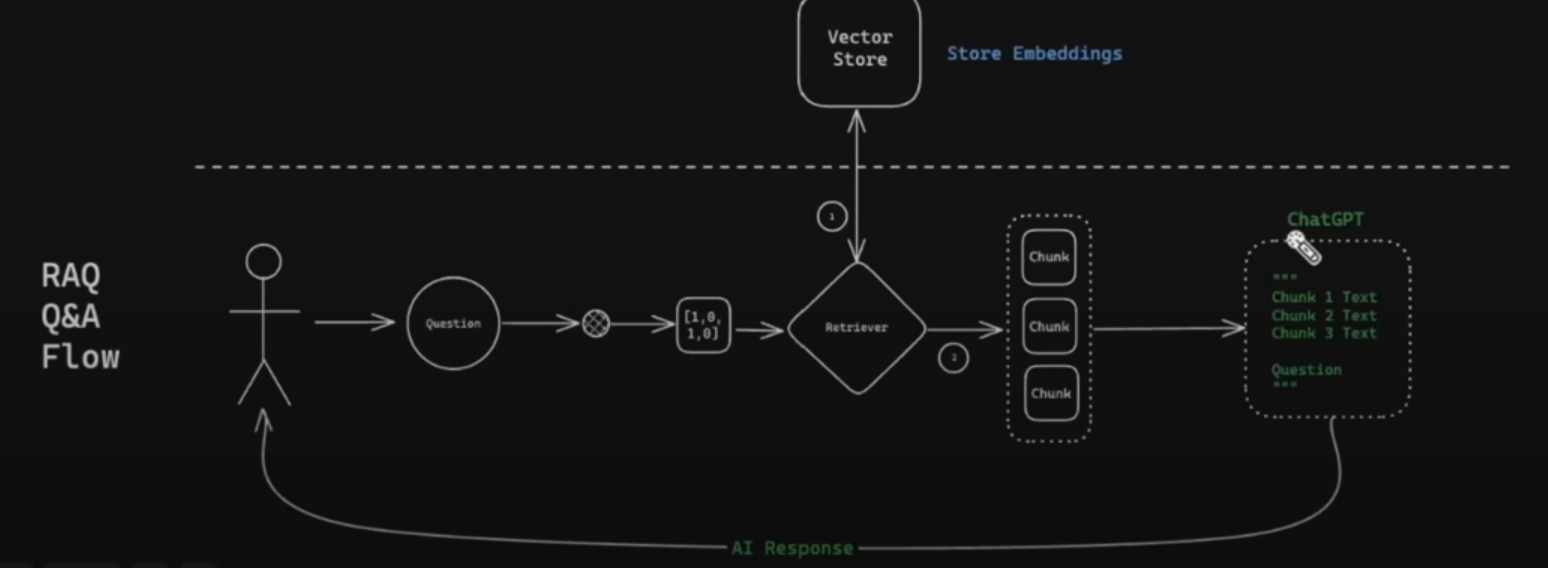 Vector
Store
Store Embeddings
1
ChatGPT
RAQ
Q&A
Flow
Question
[1,0,
1,0]
Retriever
2
Chunk
Chunk
Chunk
"""
Chunk 1 Text
Chunk 2 Text
Chunk 3 Text
Question
"""
AI Response